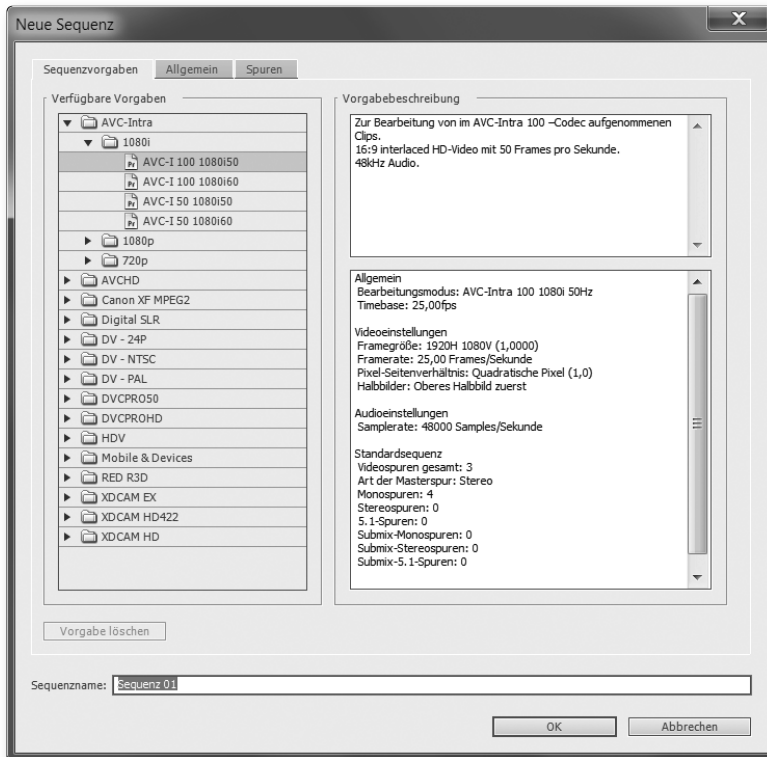 Neue Sequenz
X
Sequenzvorgaben
Allgemein
Spuren
Verfügbare Vorgaben
AVC-Intra
1080i
AVC-I 100 1080i50
AVC-I 100 1080i60
AVC-I 50 1080i50
AVC-I 50 1080i60
1080p
720p
AVCHD
Canon XF MPEG2
Digital SLR
DV - 24P
DV - NTSC
DV - PAL
DVCPRO50
DVCPROHD
HDV
Mobile & Devices
RED R3D
XDCAM EX
XDCAM HD422
XDCAM HD
Vorgabe löschen
Vorgabebeschreibung
Zur Bearbeitung von im AVC-Intra 100 –Codec aufgenommenen
Clips.
16:9 interlaced HD-Video mit 50 Frames pro Sekunde.
48kHz Audio.
Allgemein
Bearbeitungsmodus: AVC-Intra 100 1080i 50Hz
Timebase: 25,00fps
Videoeinstellungen
Framegröße: 1920H 1080V (1,0000)
Framerate: 25,00 Frames/Sekunde
Pixel-Seitenverhältnis: Quadratische Pixel (1,0)
Halbbilder: Oberes Halbbild zuerst
Audioeinstellungen
Samplerate: 48000 Samples/Sekunde
Standardsequenz
Videospuren gesamt: 3
Art der Masterspur: Stereo
Monospuren: 4
Stereospuren: 0
5.1-Spuren: 0
Submix-Monospuren: 0
Submix-Stereospuren: 0
Submix-5.1-Spuren: 0
Sequenzname: Sequenz 01
OK
Abbrechen